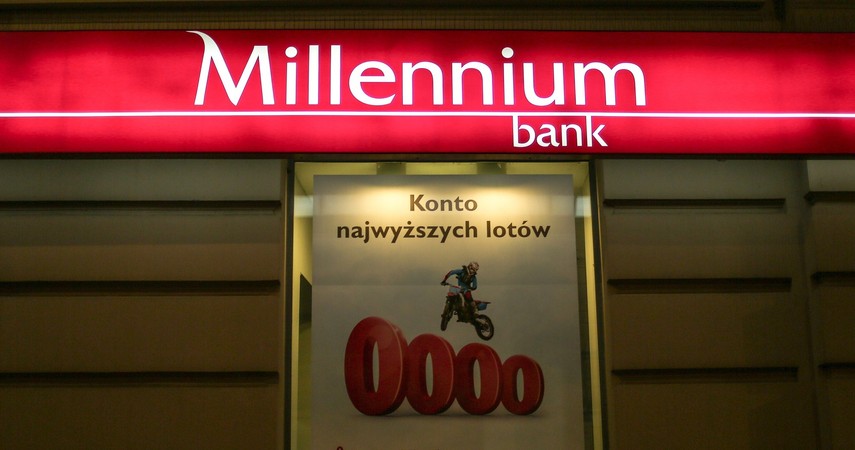 Millennium
bank
Konto
najwyższych lotów
0000